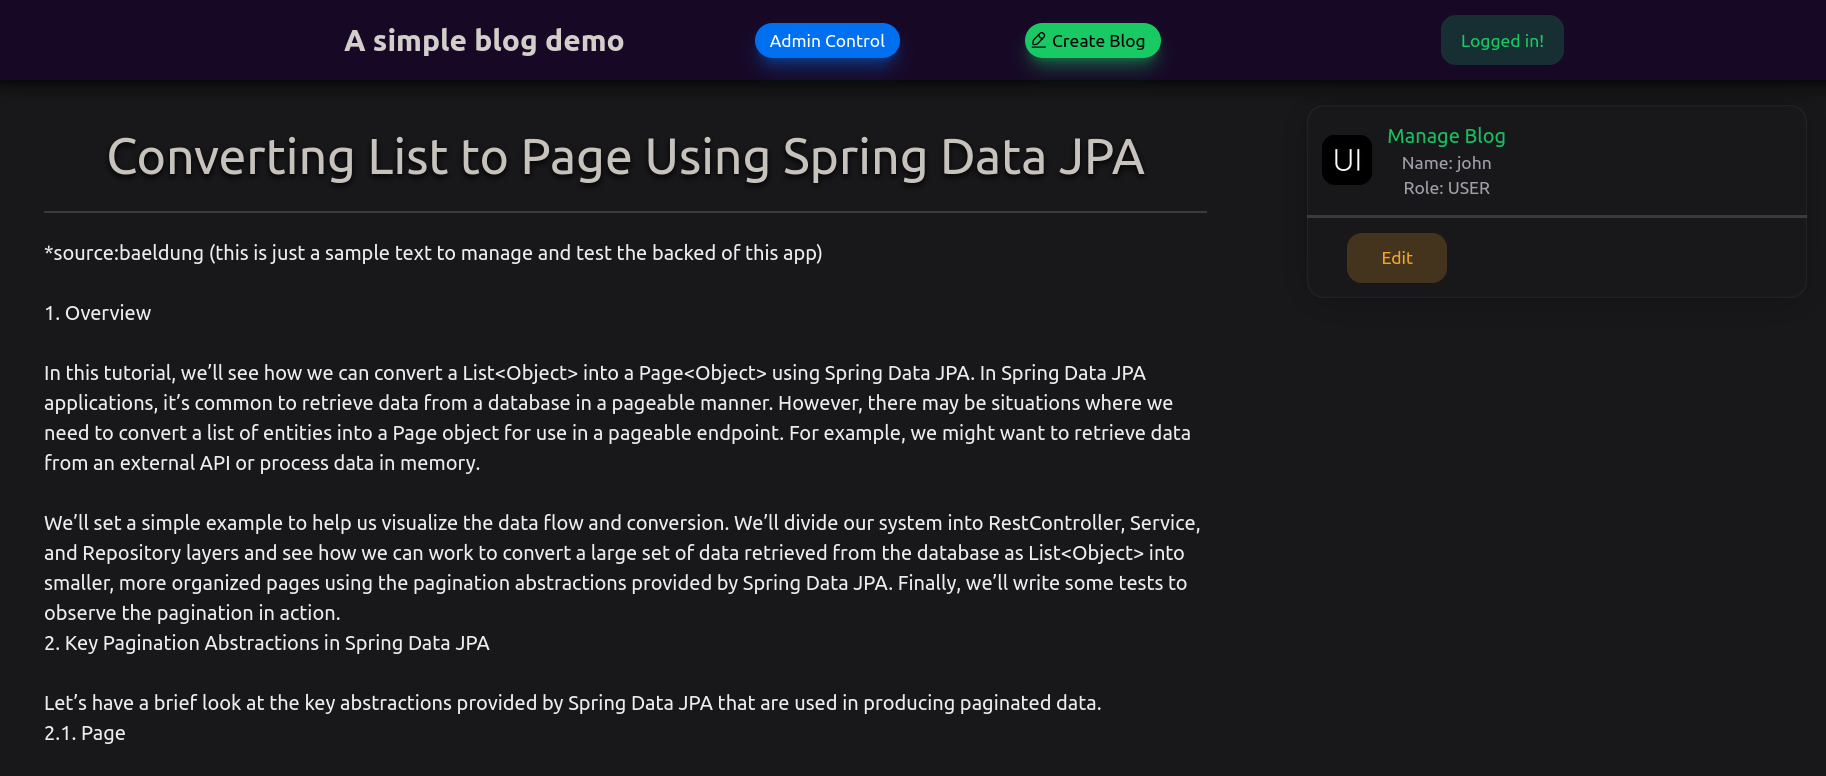 A simple blog demo
Admin Control
Create Blog
Logged in!
Converting List to Page Using Spring Data JPA
UI
Manage Blog
Name: john
Role: USER
Edit
*source:baeldung (this is just a sample text to manage and test the backed of this app)
1. Overview
In this tutorial, we’ll see how we can convert a List<Object> into a Page<Object> using Spring Data JPA. In Spring Data JPA
applications, it’s common to retrieve data from a database in a pageable manner. However, there may be situations where we
need to convert a list of entities into a Page object for use in a pageable endpoint. For example, we might want to retrieve data
from an external API or process data in memory.
We’ll set a simple example to help us visualize the data flow and conversion. We’ll divide our system into RestController, Service,
and Repository layers and see how we can work to convert a large set of data retrieved from the database as List<Object> into
smaller, more organized pages using the pagination abstractions provided by Spring Data JPA. Finally, we’ll write some tests to
observe the pagination in action.
2. Key Pagination Abstractions in Spring Data JPA
Let’s have a brief look at the key abstractions provided by Spring Data JPA that are used in producing paginated data.
2.1. Page